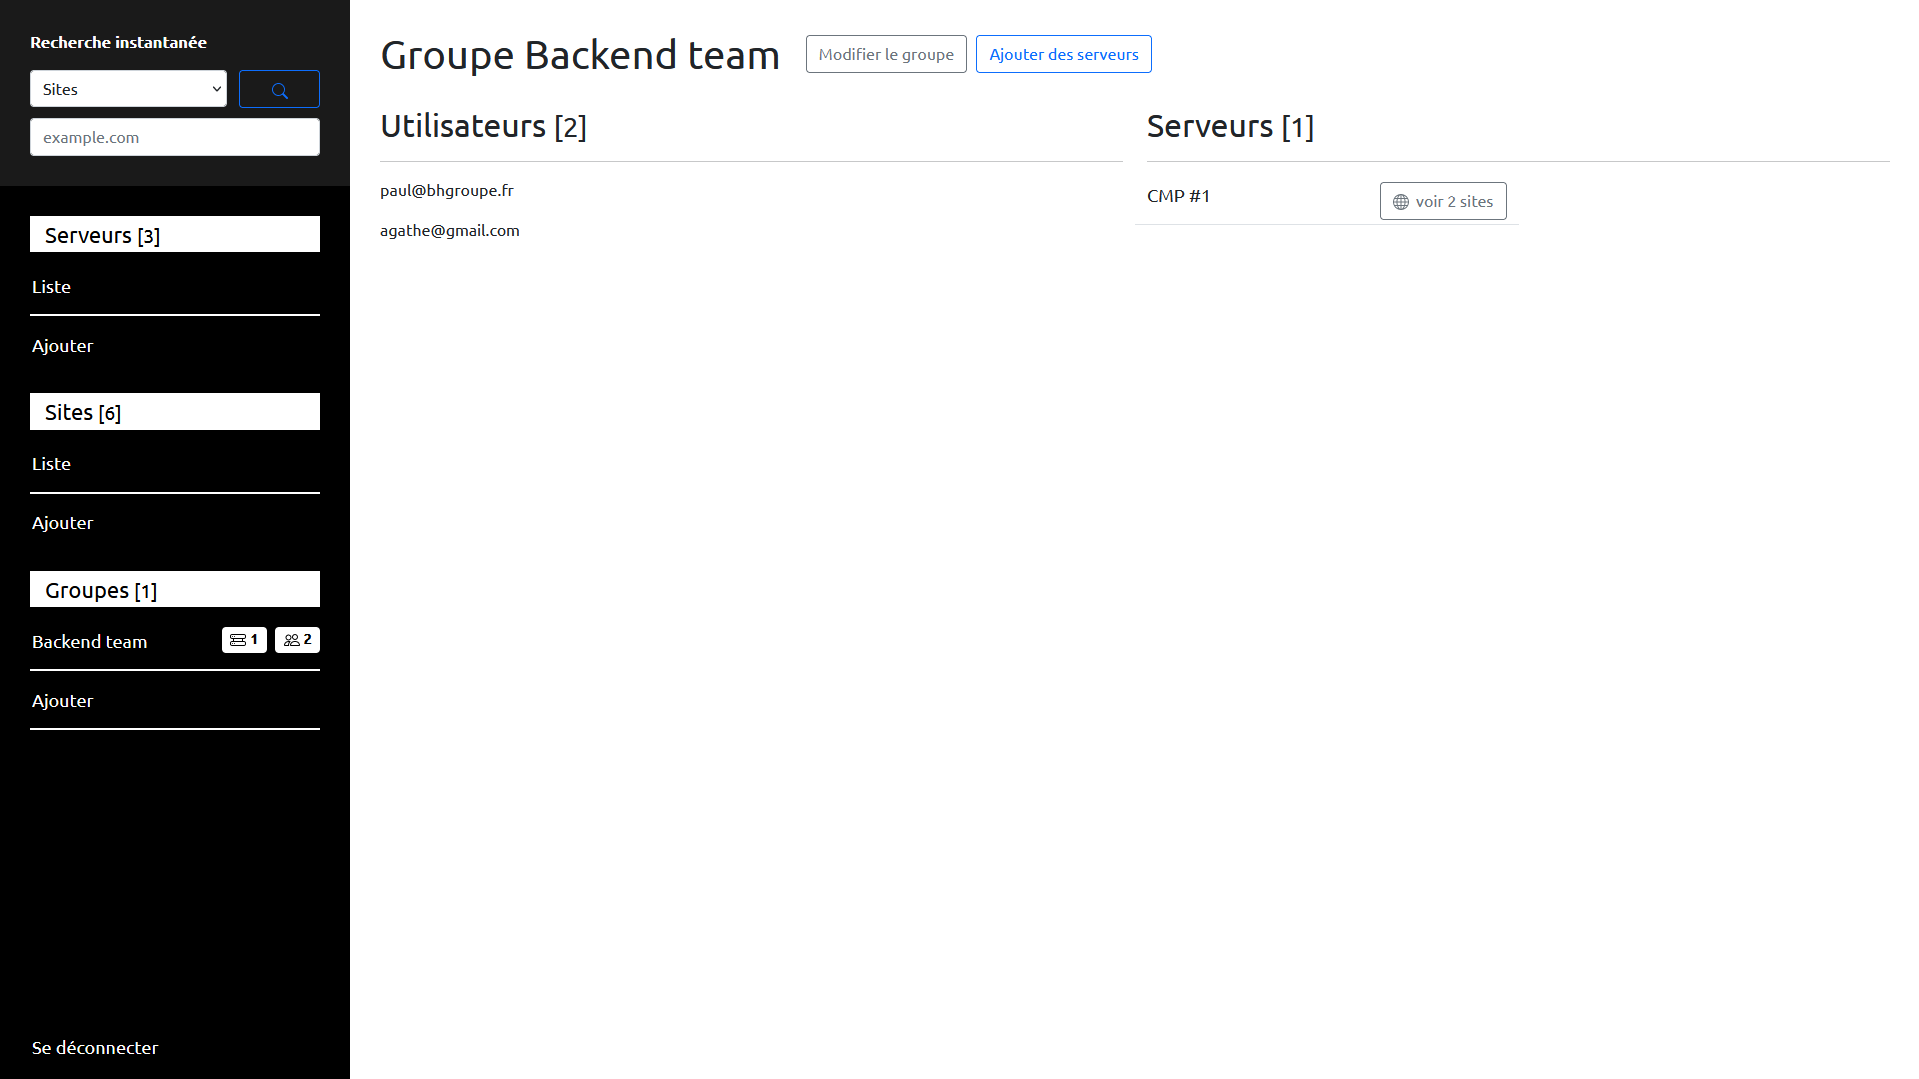 Recherche instantanée
Sites
example.com
Serveurs [3]
Liste
Ajouter
Sites [6]
Liste
Ajouter
Groupes [1]
Backend team 1 2
Ajouter
Se déconnecter
Groupe Backend team Modifier le groupe Ajouter des serveurs
Utilisateurs [2]
paul@bhgroupe.fr
agathe@gmail.com
Serveurs [1]
CMP #1 voir 2 sites